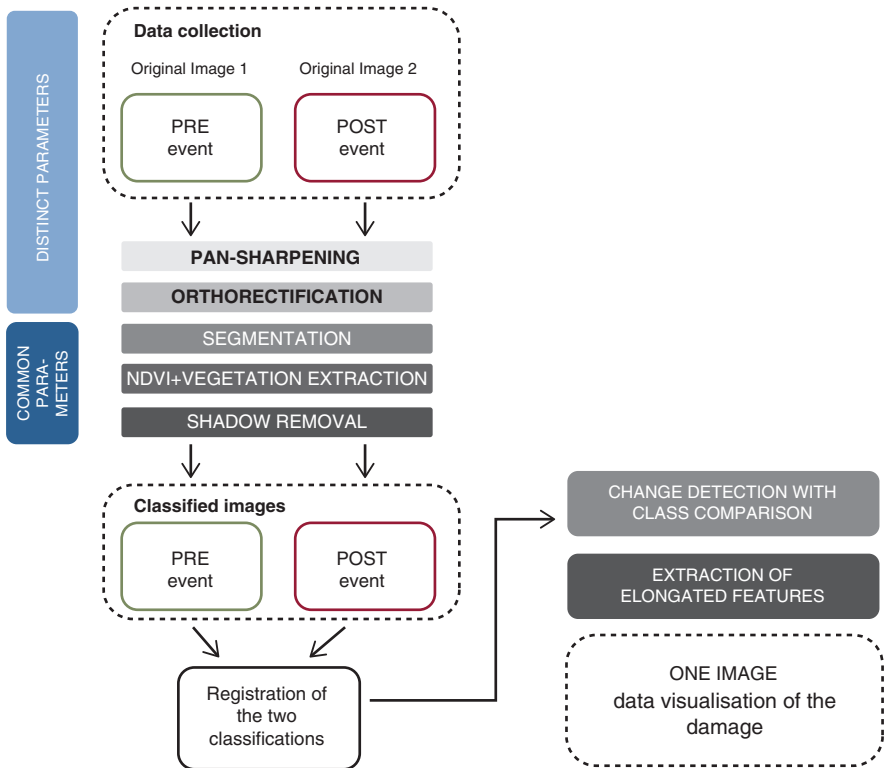 DISTINCT PARAMETERS
Data collection
Original Image 1
Original Image 2
PRE
event
POST
event
PAN-SHARPENING
ORTHORECTIFICATION
COMMON
PARA-
METERS
SEGMENTATION
NDVI+VEGETATION EXTRACTION
SHADOW REMOVAL
Classified images
PRE
event
POST
event
Registration of
the two
classifications
CHANGE DETECTION WITH
CLASS COMPARISON
EXTRACTION OF
ELONGATED FEATURES
ONE IMAGE
data visualisation of the
damage